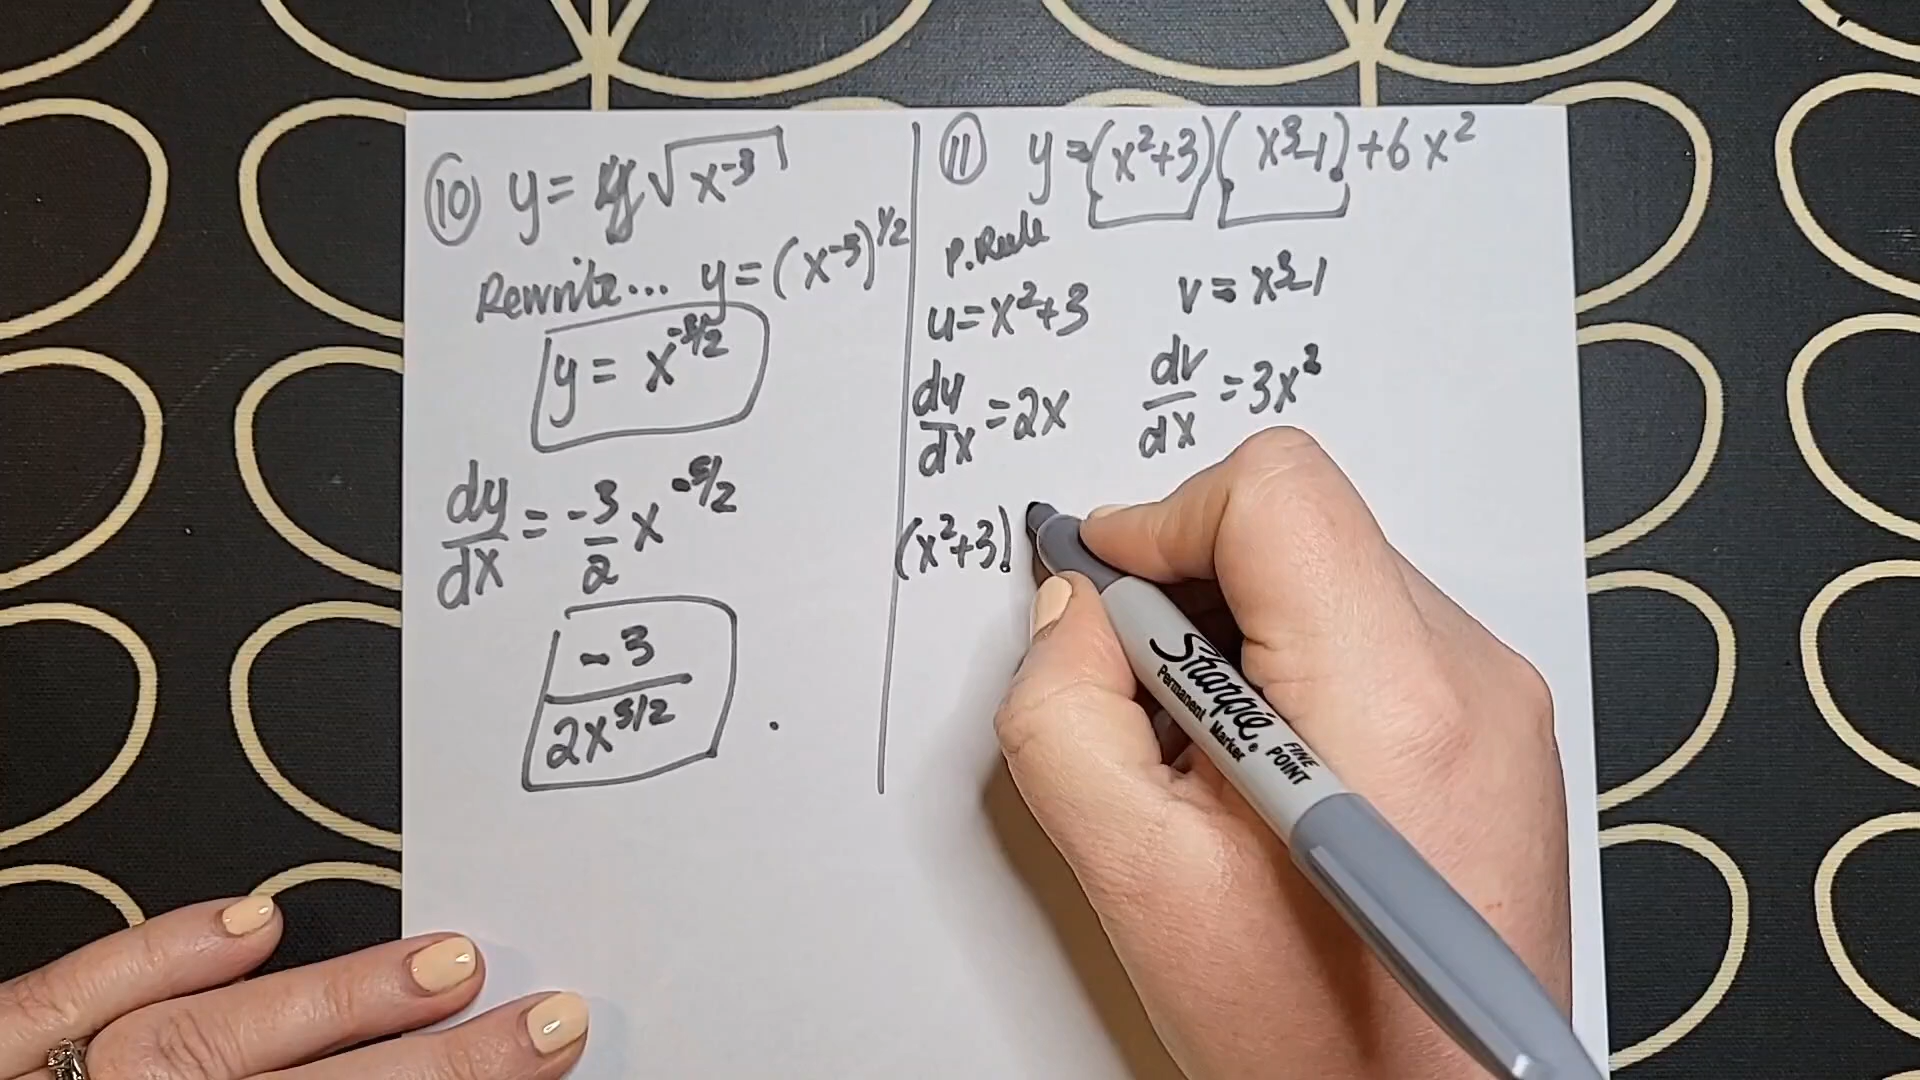 ⑩ y = √x⁻³
Rewrite... y = (x⁻³)^1/2
y = x^-3/2
dy/dx = -3/2 x^-5/2
-3
2x^5/2
⑪ y = (x²+3)(x³-1)+6x²
P. Rule
u = x²+3 v = x³-1
du/dx = 2x dv/dx = 3x²
(x²+3)
Sharpie.
Permanent Marker
FINE POINT